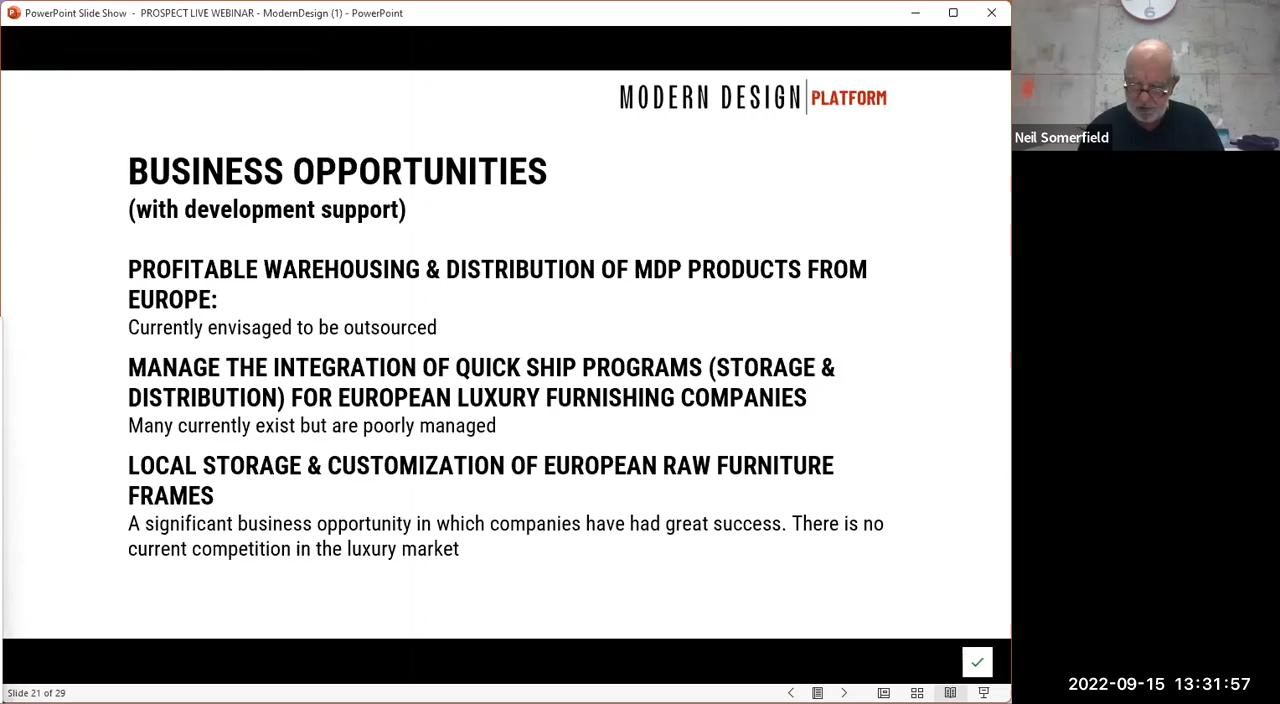 PowerPoint Slide Show - PROSPECT LIVE WEBINAR - ModernDesign (1) - PowerPoint
MODERN DESIGN PLATFORM
Neil Somerfield
BUSINESS OPPORTUNITIES
(with development support)
PROFITABLE WAREHOUSING & DISTRIBUTION OF MDP PRODUCTS FROM
EUROPE:
Currently envisaged to be outsourced
MANAGE THE INTEGRATION OF QUICK SHIP PROGRAMS (STORAGE &
DISTRIBUTION) FOR EUROPEAN LUXURY FURNISHING COMPANIES
Many currently exist but are poorly managed
LOCAL STORAGE & CUSTOMIZATION OF EUROPEAN RAW FURNITURE
FRAMES
A significant business opportunity in which companies have had great success. There is no
current competition in the luxury market
Slide 21 of 29
2022-09-15 13:31:57